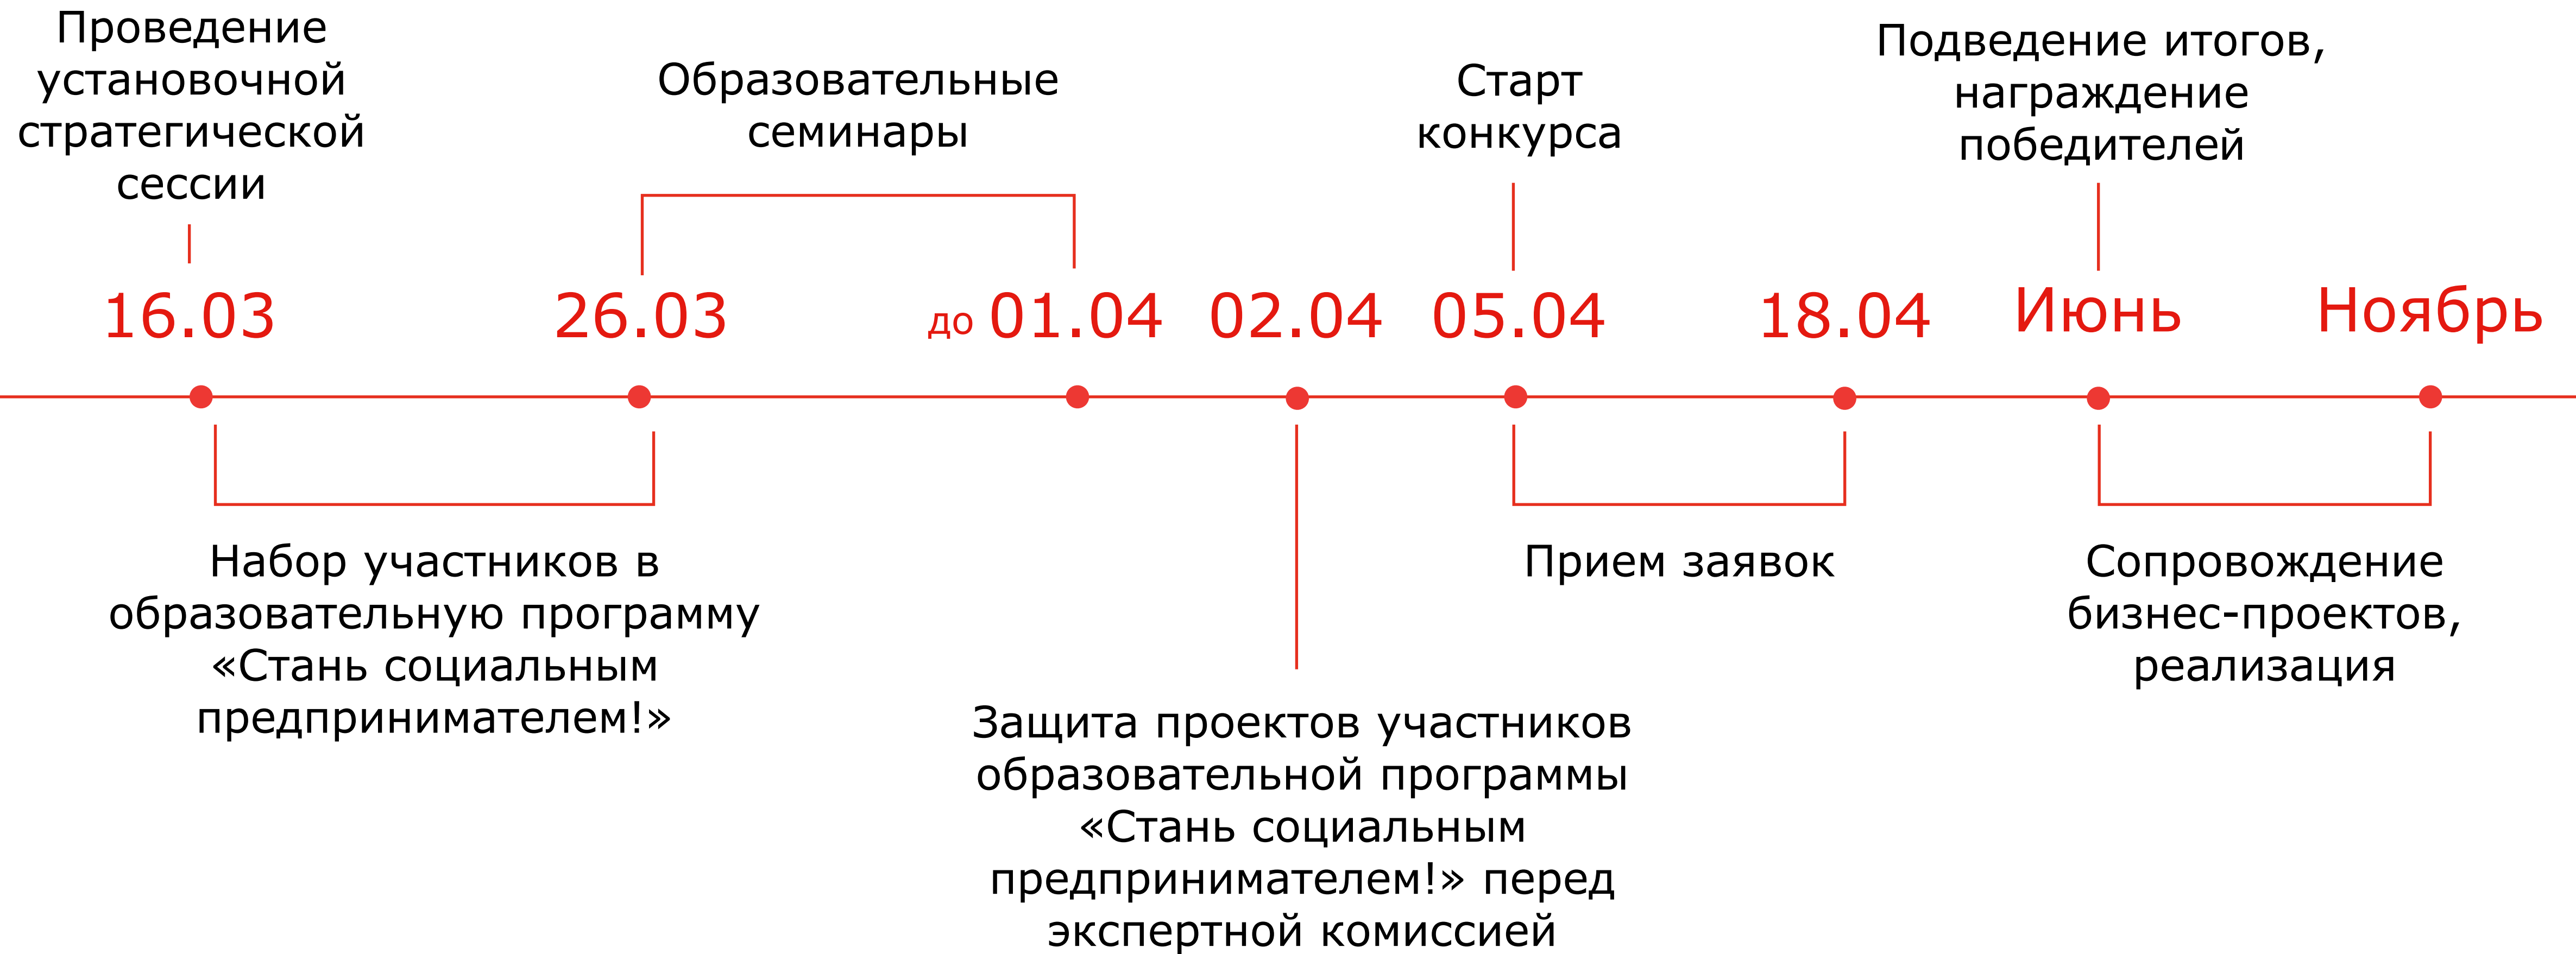 Проведение
установочной
стратегической
сессии
Образовательные
семинары
Старт
конкурса
Подведение итогов,
награждение
победителей
16.03
26.03
до 01.04
02.04
05.04
18.04
Июнь
Ноябрь
Набор участников в
образовательную программу
«Стань социальным
предпринимателем!»
Защита проектов участников
образовательной программы
«Стань социальным
предпринимателем!» перед
экспертной комиссией
Прием заявок
Сопровождение
бизнес-проектов,
реализация